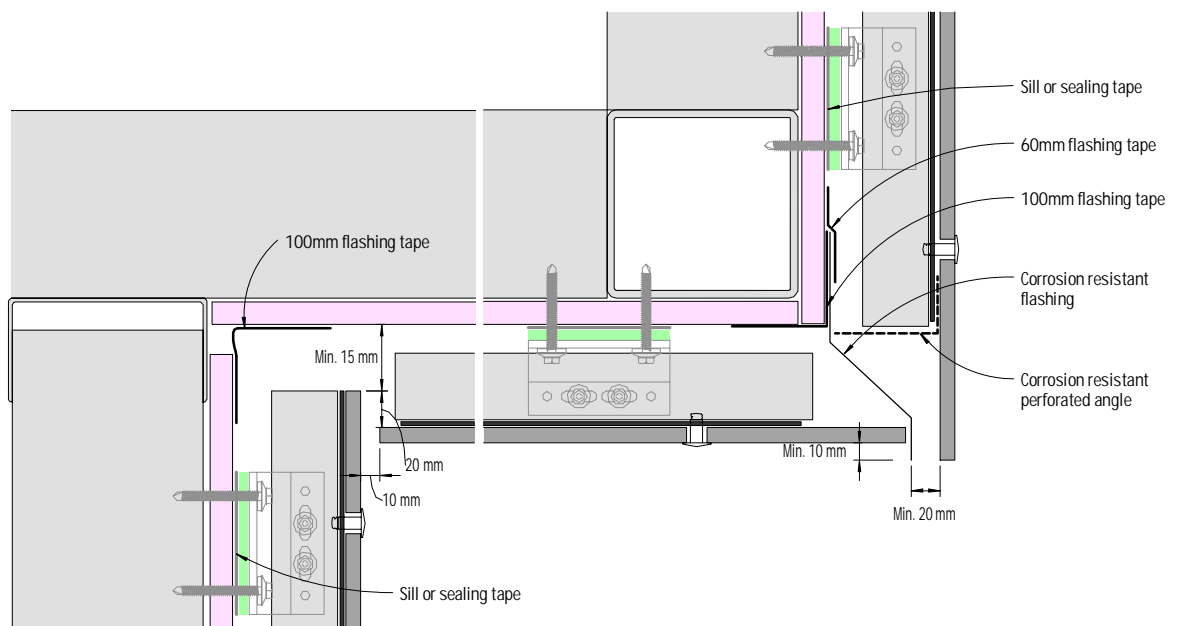 Sill or sealing tape
60mm flashing tape
100mm flashing tape
100mm flashing tape
Corrosion resistant
flashing
Min. 15 mm
Corrosion resistant
perforated angle
Min. 10 mm
20 mm
10 mm
Min. 20 mm
Sill or sealing tape